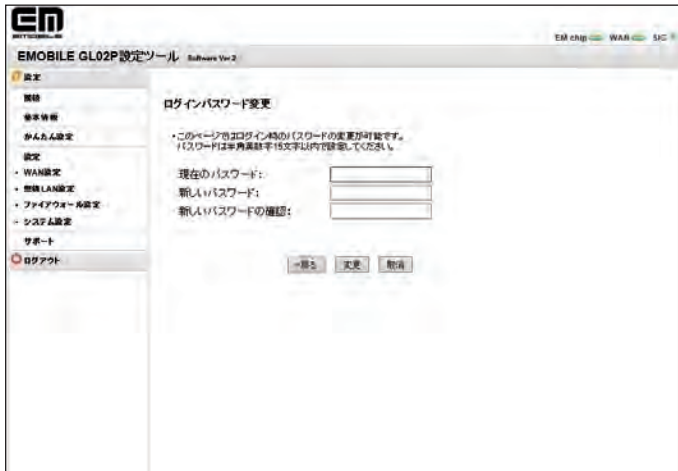 EM
EMOBILE
EM chip WAN SIG
EMOBILE GL02P設定ツール Software Ver.2
設定
接続
基本情報
かんたん設定
設定
・WAN設定
・無線LAN設定
・ファイアウォール設定
・システム設定
サポート
ログアウト
ログインパスワード変更
・このページではログイン時のパスワードの変更が可能です。
パスワードは半角英数字15文字以内で設定してください。
現在のパスワード:
新しいパスワード:
新しいパスワードの確認:
戻る 変更 取消